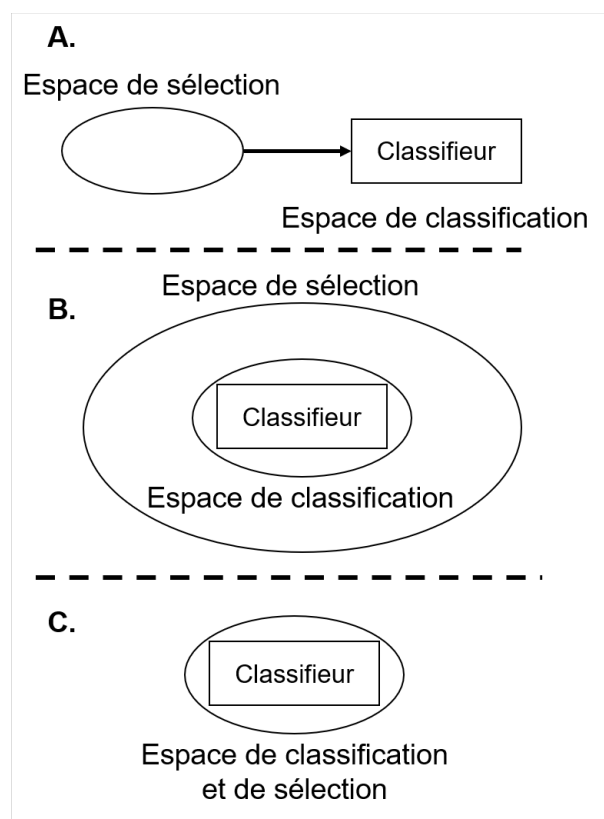 A.
Espace de sélection
Classifieur
Espace de classification
Espace de sélection
B.
Classifieur
Espace de classification
C.
Classifieur
Espace de classification
et de sélection